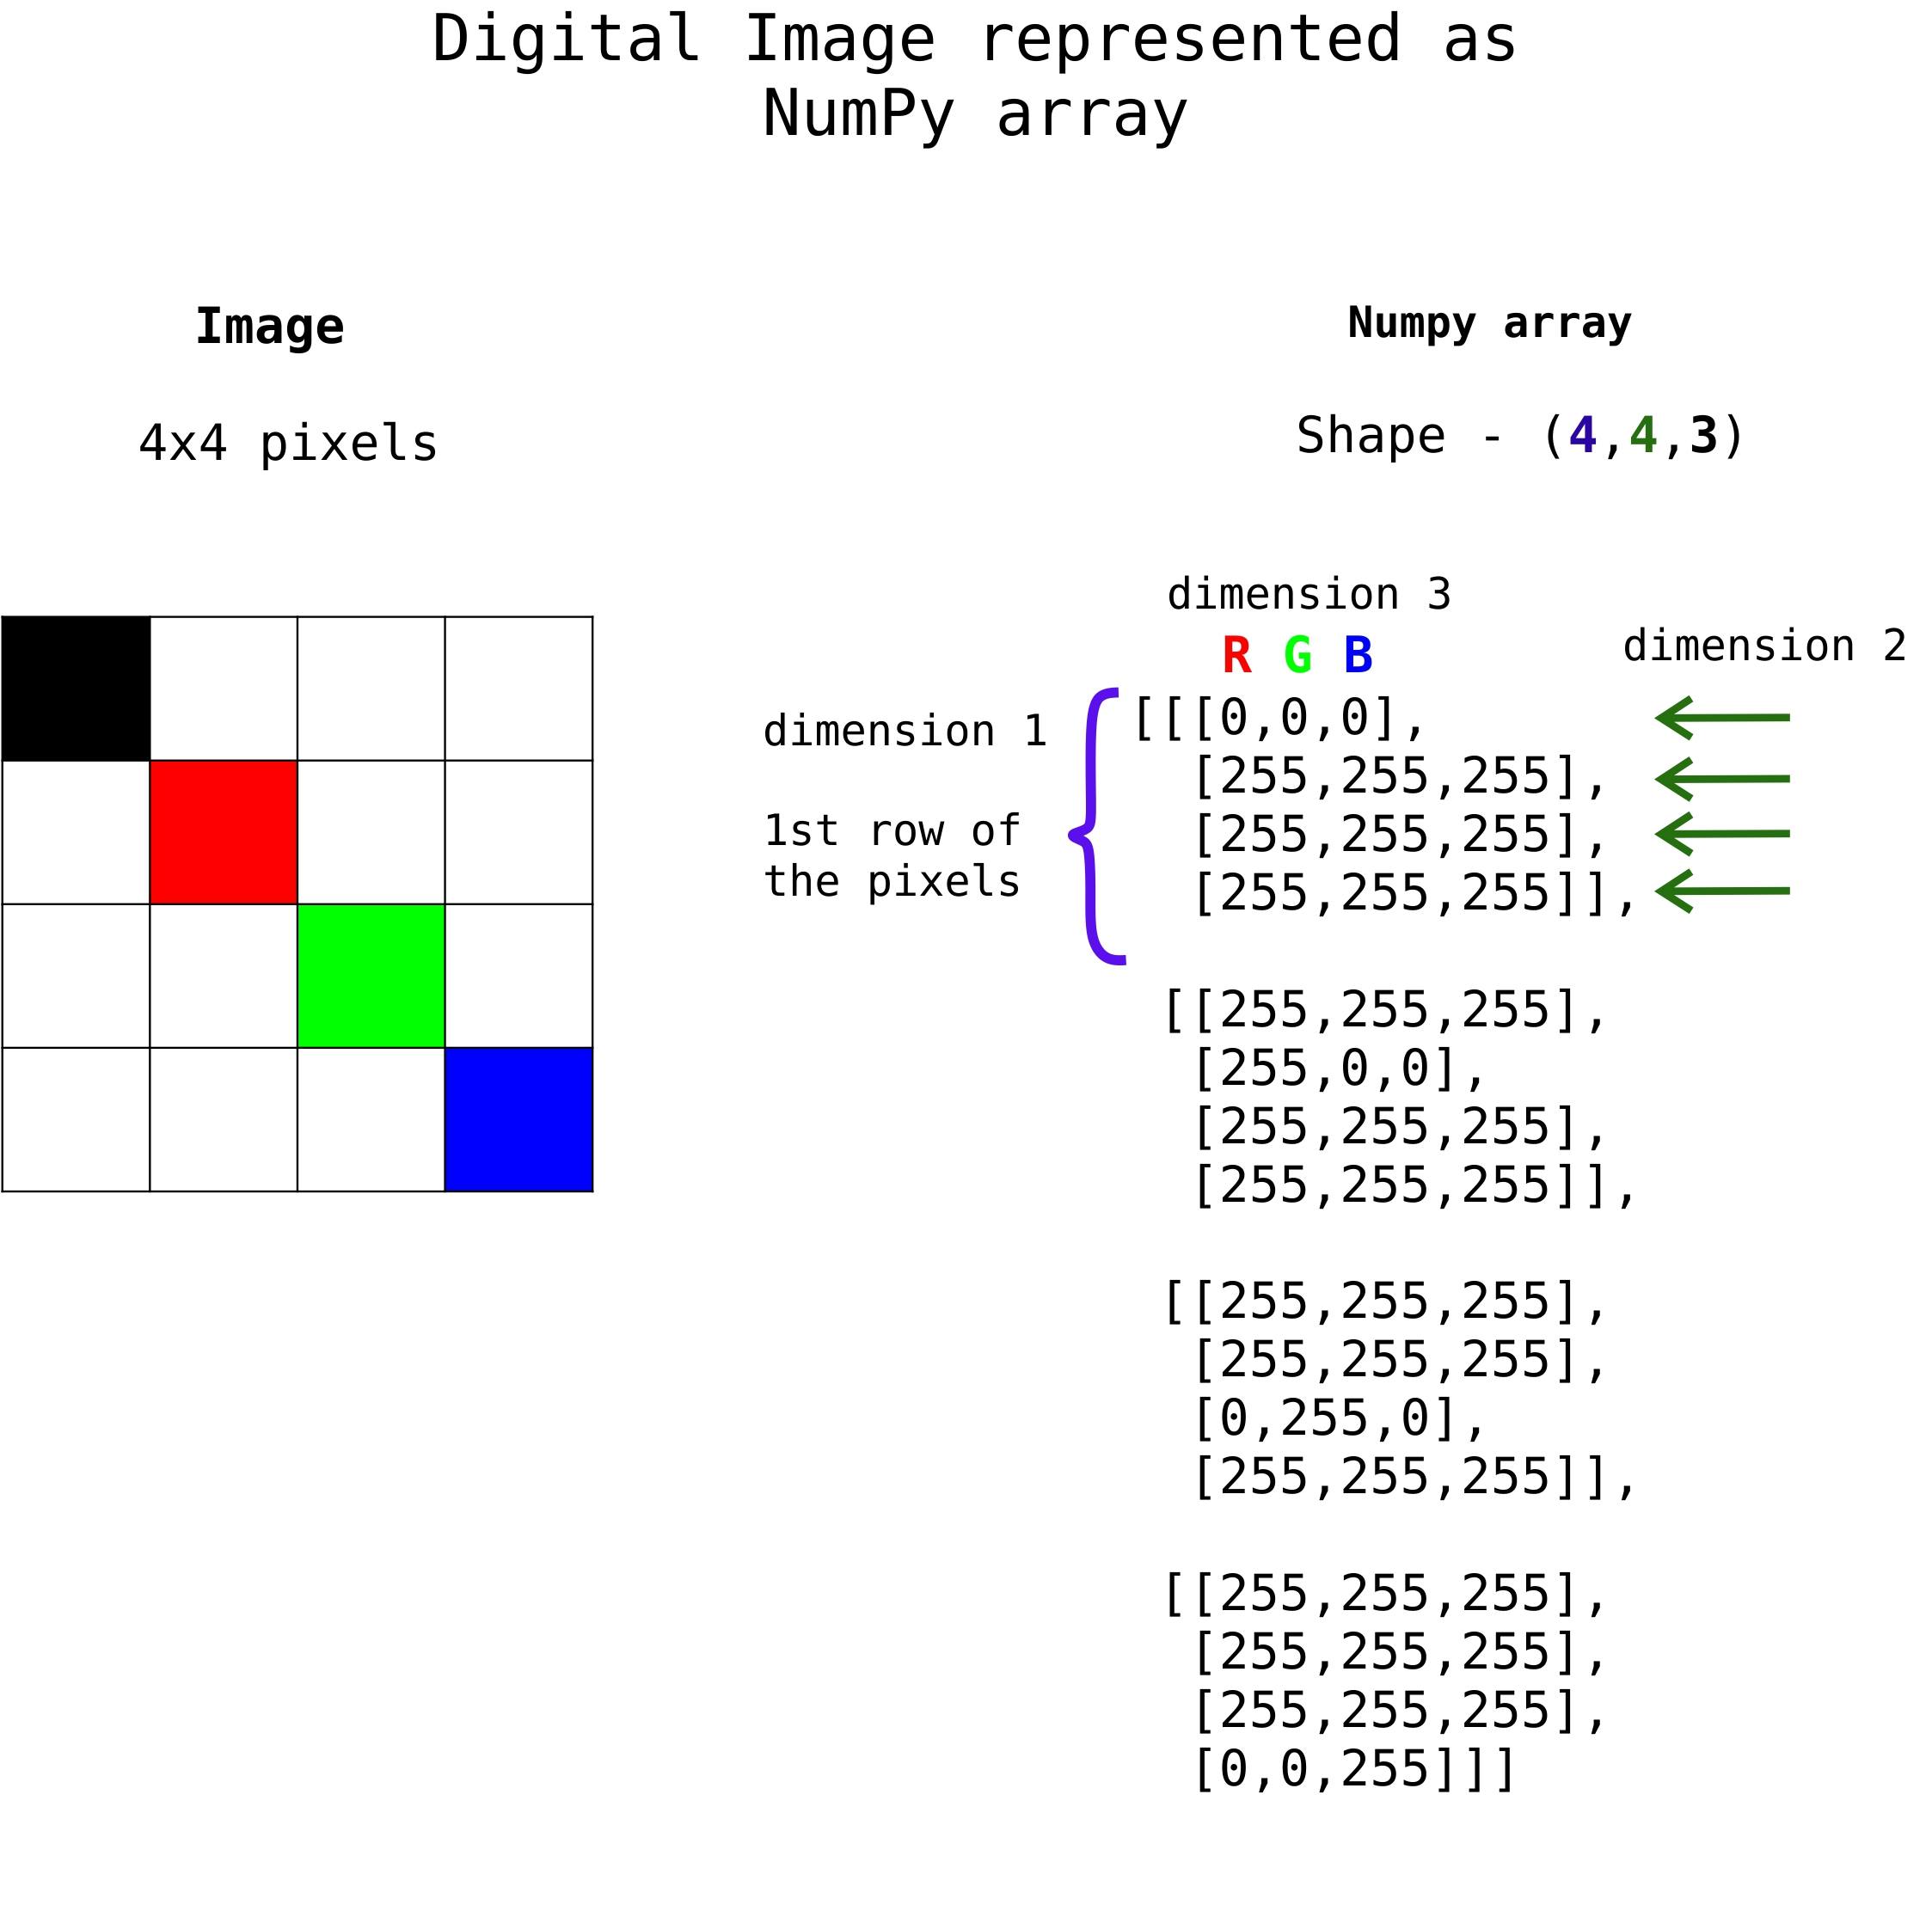 Digital Image represented as
NumPy array
Image
4x4 pixels
Numpy array
Shape - (4,4,3)
dimension 3
R G B
dimension 2
dimension 1
1st row of
the pixels
[[[0,0,0],
[255,255,255],
[255,255,255],
[255,255,255]],
[[255,255,255],
[255,0,0],
[255,255,255],
[255,255,255]],
[[255,255,255],
[255,255,255],
[0,255,0],
[255,255,255]],
[[255,255,255],
[255,255,255],
[255,255,255],
[0,0,255]]]